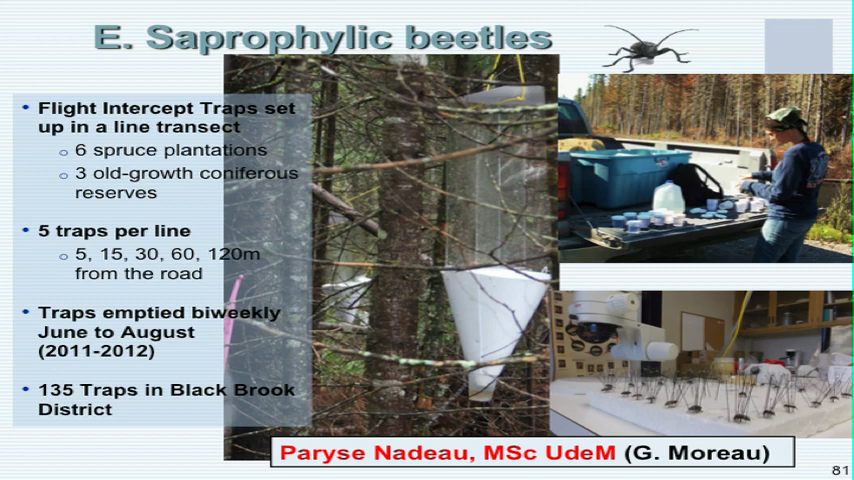 E. Saprophylic beetles
• Flight Intercept Traps set
up in a line transect
o 6 spruce plantations
o 3 old-growth coniferous
reserves
• 5 traps per line
o 5, 15, 30, 60, 120m
from the road
• Traps emptied biweekly
June to August
(2011-2012)
• 135 Traps in Black Brook
District
Paryse Nadeau, MSc UdeM (G. Moreau)
81